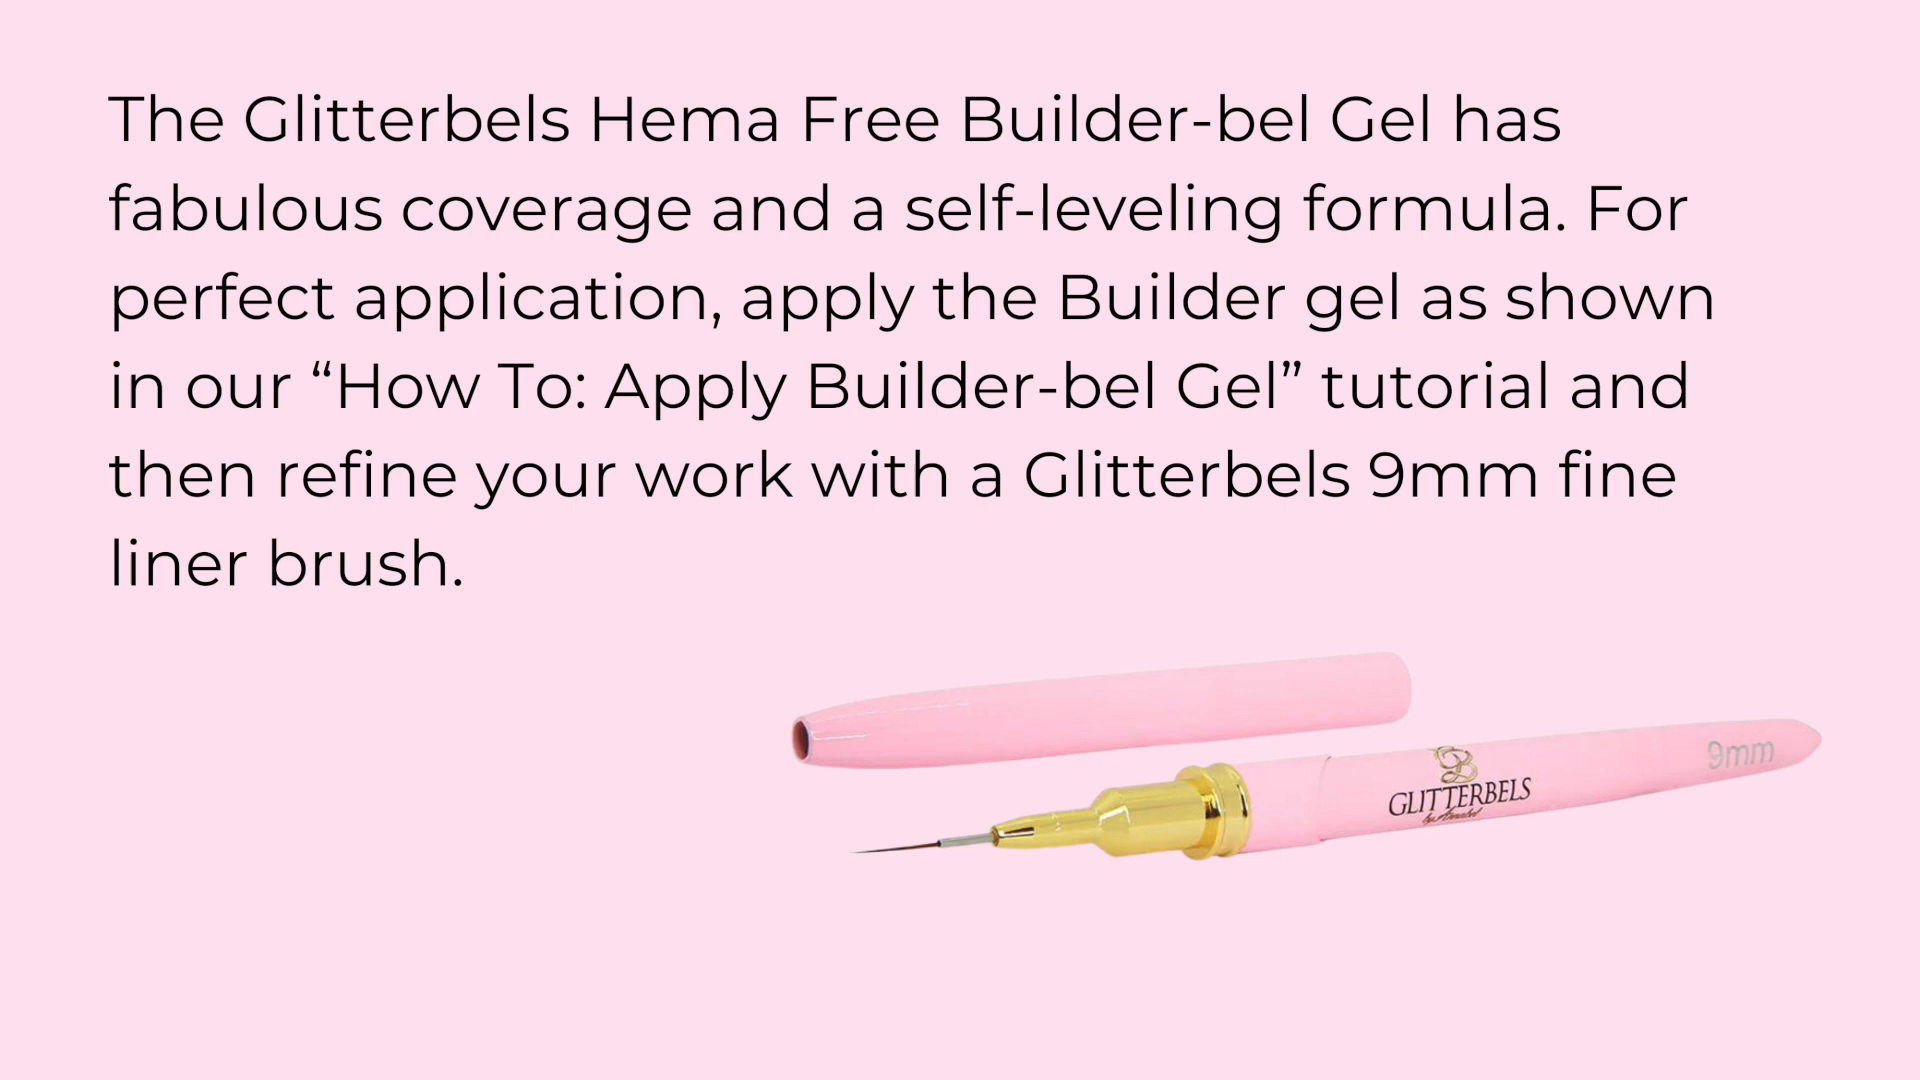 The Glitterbels Hema Free Builder-bel Gel has
fabulous coverage and a self-leveling formula. For
perfect application, apply the Builder gel as shown
in our “How To: Apply Builder-bel Gel” tutorial and
then refine your work with a Glitterbels 9mm fine
liner brush.
9mm
GLITTERBELS
by Annabel